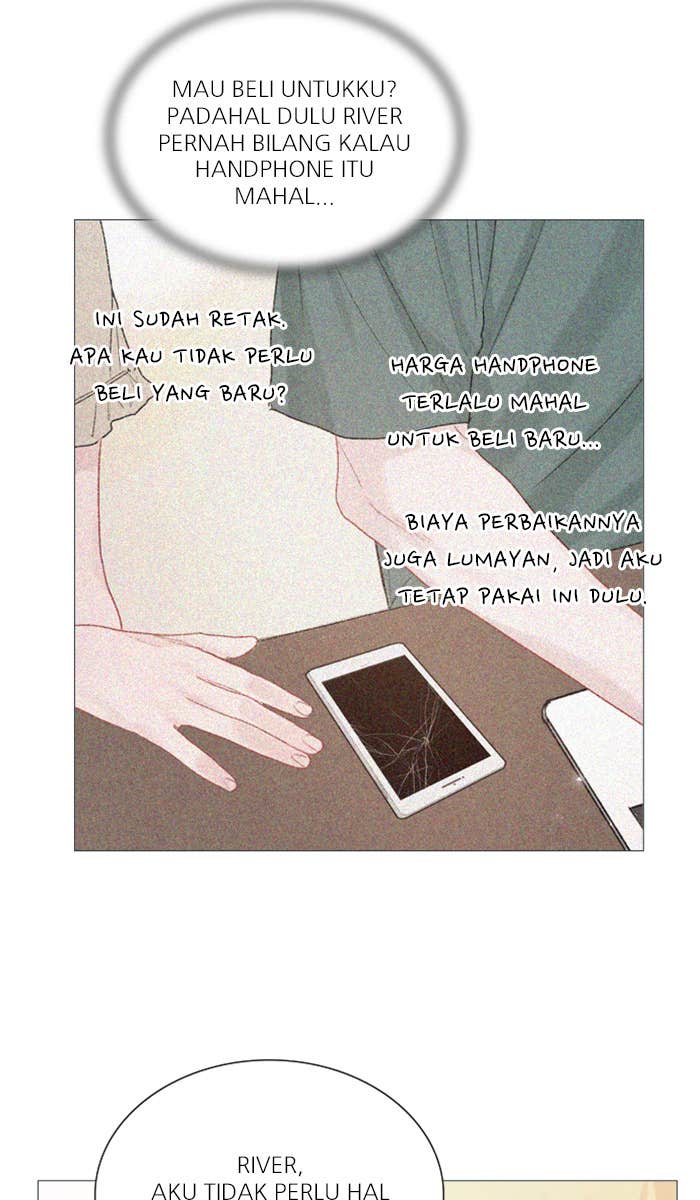 MAU BELI UNTUKKU?
PADAHAL DULU RIVER
PERNAH BILANG KALAU
HANDPHONE ITU
MAHAL...
INI SUDAH RETAK.
APA KAU TIDAK PERLU
BELI YANG BARU?
HARGA HANDPHONE
TERLALU MAHAL
UNTUK BELI BARU...
BIAYA PERBAIKANNYA
JUGA LUMAYAN, JADI AKU
TETAP PAKAI INI DULU.
RIVER,
AKU TIDAK PERLU HAL